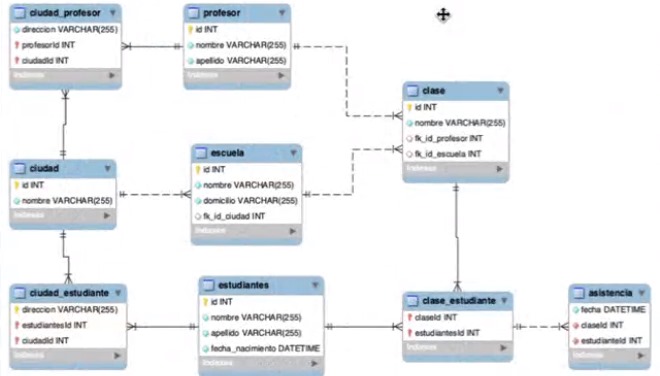 ciudad_profesor
direccion VARCHAR(255)
profesorId INT
ciudadId INT
Indexes
profesor
id INT
nombre VARCHAR(255)
apellido VARCHAR(255)
Indexes
clase
id INT
nombre VARCHAR(255)
fk_id_profesor INT
fk_id_escuela INT
Indexes
escuela
id INT
nombre VARCHAR(255)
domicilio VARCHAR(255)
fk_id_ciudad INT
Indexes
ciudad
id INT
nombre VARCHAR(255)
Indexes
ciudad_estudiante
direccion VARCHAR(255)
estudiantesId INT
ciudadId INT
Indexes
estudiantes
id INT
nombre VARCHAR(255)
apellido VARCHAR(255)
fecha_nacimiento DATETIME
Indexes
clase_estudiante
claseId INT
estudiantesId INT
Indexes
asistencia
fecha DATETIME
claseId INT
estudianteId INT
Indexes